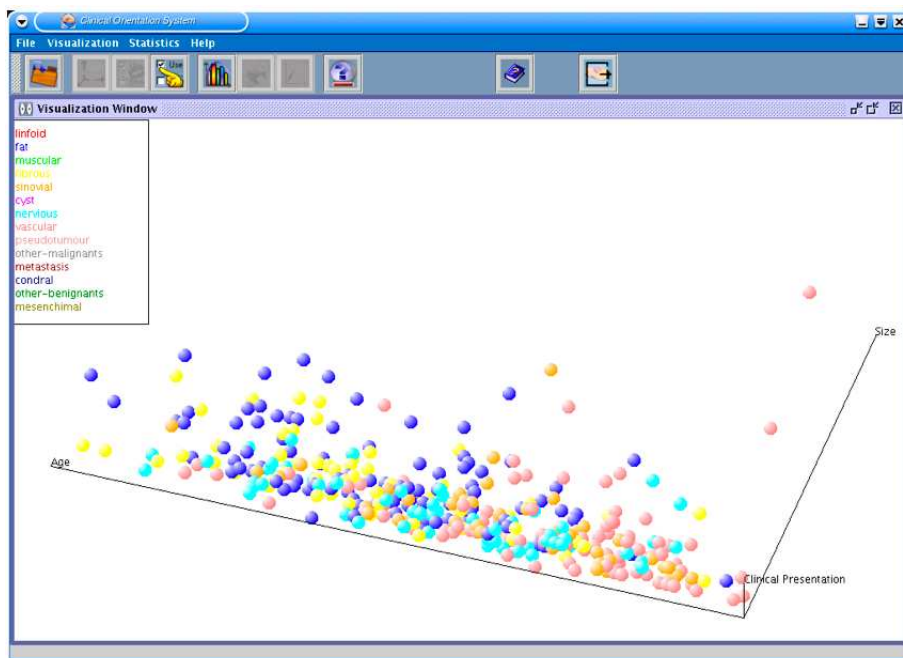 Clinical Orientation System
File Visualization Statistics Help
Use
Visualization Window
linfoid
fat
muscular
fibrous
sinovial
cyst
nervious
vascular
pseudotumour
other-malignants
metastasis
condral
other-benignants
mesenchimal
Size
Age
Clinical Presentation